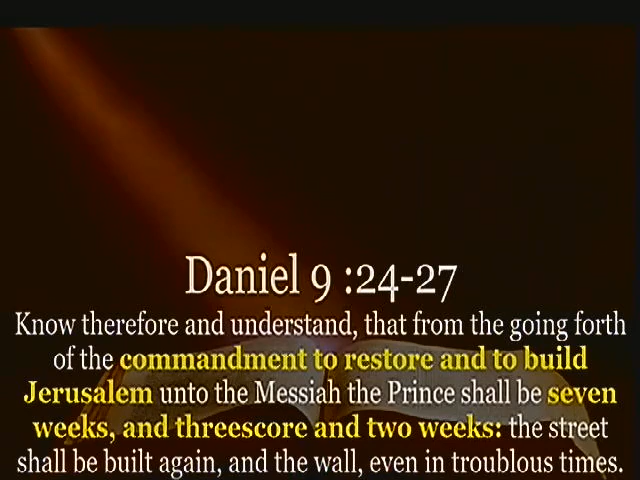 Daniel 9 :24-27
Know therefore and understand, that from the going forth
of the commandment to restore and to build
Jerusalem unto the Messiah the Prince shall be seven
weeks, and threescore and two weeks: the street
shall be built again, and the wall, even in troublous times.